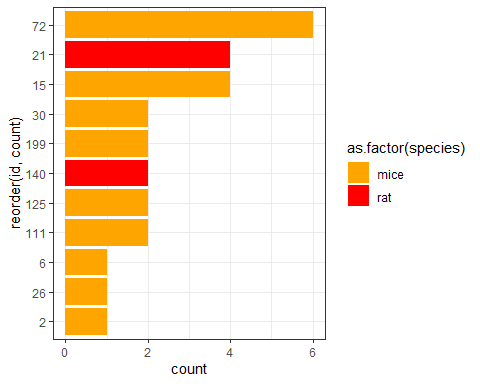 72
21
15
30
199
140
125
111
6
26
2
reorder(id, count)
0 2 4 6
count
as.factor(species)
mice
rat